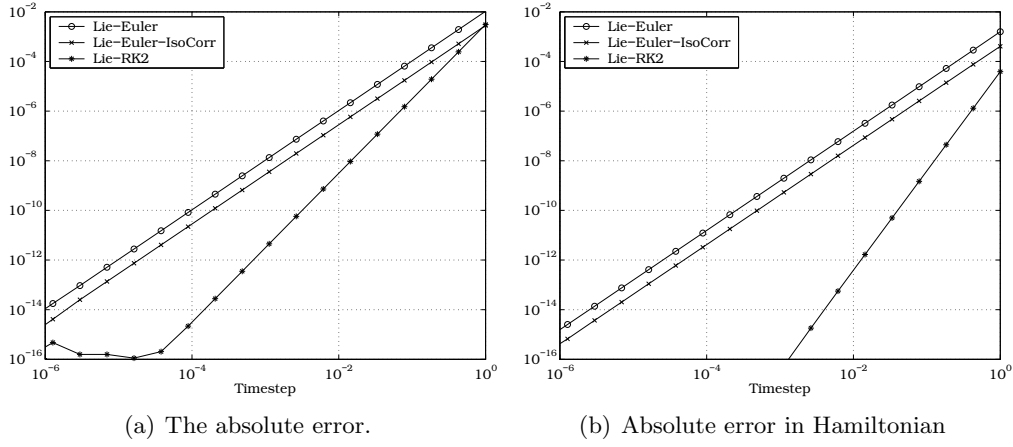 10^−2
10^−4
10^−6
10^−8
10^−10
10^−12
10^−14
10^−16
Lie−Euler
Lie−Euler−IsoCorr
Lie−RK2
10^−6
10^−4
10^−2
10^0
Timestep
(a) The absolute error.
10^−2
10^−4
10^−6
10^−8
10^−10
10^−12
10^−14
10^−16
Lie−Euler
Lie−Euler−IsoCorr
Lie−RK2
10^−6
10^−4
10^−2
10^0
Timestep
(b) Absolute error in Hamiltonian